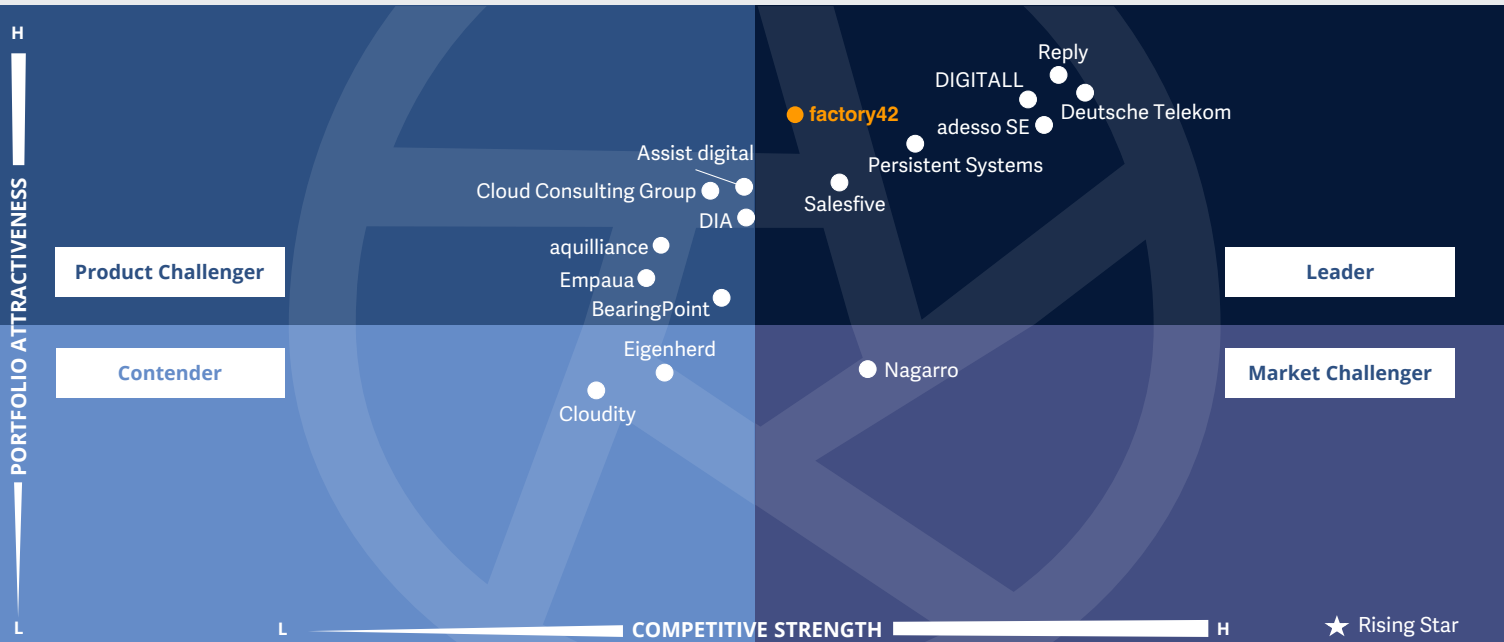 H
Reply
DIGITALL
factory42
Deutsche Telekom
adesso SE
Assist digital
Persistent Systems
Cloud Consulting Group
Salesfive
DIA
aquilliance
Product Challenger
Leader
Empaua
BearingPoint
PORTFOLIO ATTRACTIVENESS
Eigenherd
Contender
Nagarro
Market Challenger
Cloudity
L
L
COMPETITIVE STRENGTH
H
Rising Star